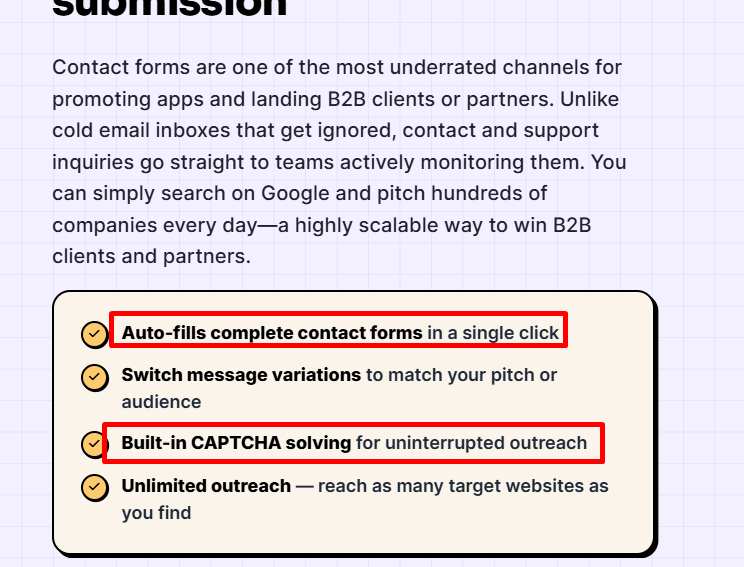 submission
Contact forms are one of the most underrated channels for
promoting apps and landing B2B clients or partners. Unlike
cold email inboxes that get ignored, contact and support
inquiries go straight to teams actively monitoring them. You
can simply search on Google and pitch hundreds of
companies every day—a highly scalable way to win B2B
clients and partners.
Auto-fills complete contact forms in a single click
Switch message variations to match your pitch or
audience
Built-in CAPTCHA solving for uninterrupted outreach
Unlimited outreach — reach as many target websites as
you find